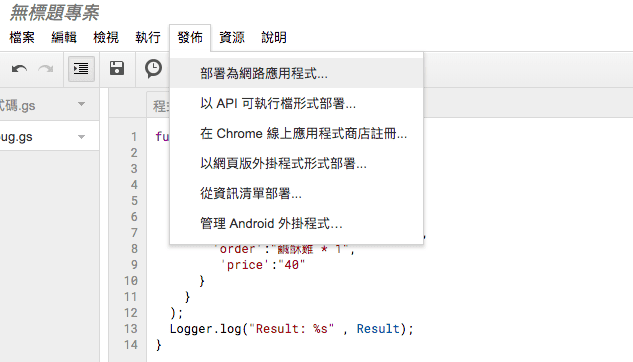 無標題專案
檔案 編輯 檢視 執行 發佈 資源 說明
部署為網路應用程式...
式碼.gs
以 API 可執行檔形式部署...
程式
ug.gs
在 Chrome 線上應用程式商店註冊...
1 fu
2
以網頁版外掛程式形式部署...
3
4
從資訊清單部署...
5
6
管理 Android 外掛程式…
7
8 'order':"鹹酥雞 * 1",
9 'price':"40"
10 }
11 }
12 );
13 Logger.log("Result: %s" , Result);
14 }